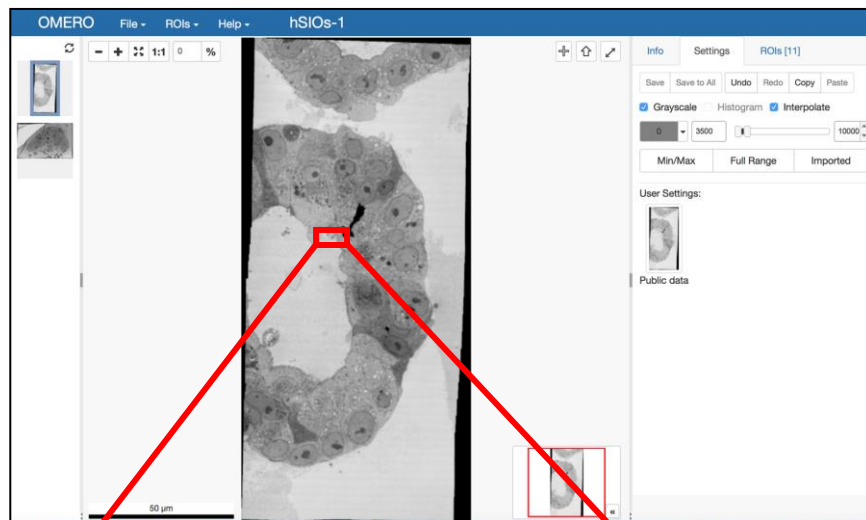 OMERO File ROIs Help hSIOs-1
1:1 0 % Info Settings ROIs [11]
Save Save to All Undo Redo Copy Paste
Grayscale Histogram Interpolate
0 3500 10000
Min/Max Full Range Imported
User Settings:
Public data
50 µm